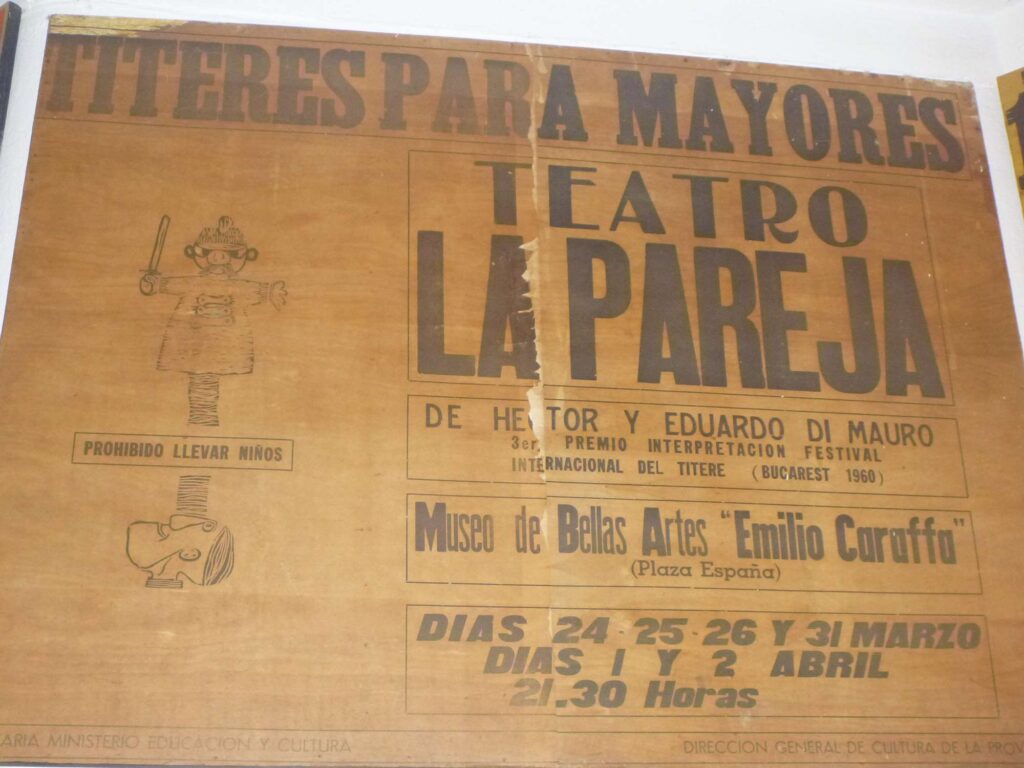 TITERES PARA MAYORES
TEATRO
LA PAREJA
DE HECTOR Y EDUARDO DI MAURO
3er. PREMIO INTERPRETACION FESTIVAL
INTERNACIONAL DEL TITERE (BUCAREST 1960)
PROHIBIDO LLEVAR NIÑOS
Museo de Bellas Artes "Emilio Caraffa"
(Plaza España)
DIAS 24 - 25 - 26 Y 31 MARZO
DIAS 1 Y 2 ABRIL
21.30 Horas
ARIA MINISTERIO EDUCACION Y CULTURA
DIRECCION GENERAL DE CULTURA DE LA PROV